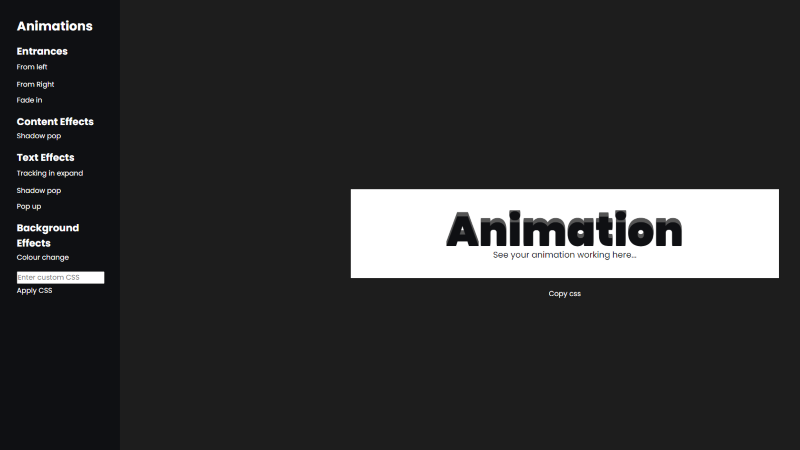 Animations
Entrances
From left
From Right
Fade in
Content Effects
Shadow pop
Text Effects
Tracking in expand
Shadow pop
Pop up
Background
Effects
Colour change
Enter custom CSS
Apply CSS
Animation
See your animation working here...
Copy css